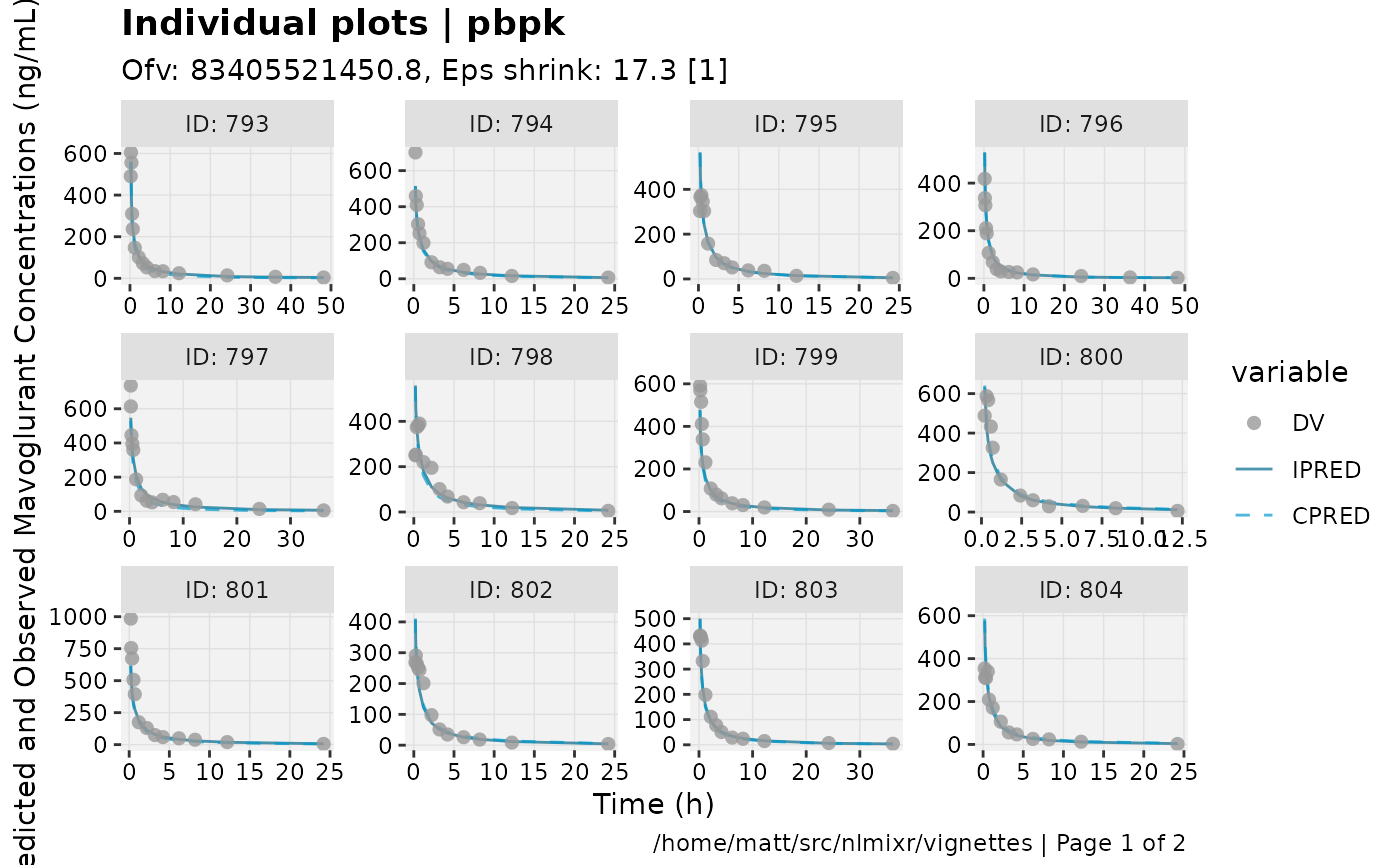 Individual plots | pbpk
Ofv: 83405521450.8, Eps shrink: 17.3 [1]
and Observed Mavoglurant Concentrations (ng/mL)
ID: 793
600
400
200
0
0 10 20 30 40 50
ID: 794
600
400
200
0
0 5 10 15 20 25
ID: 795
400
200
0
0 5 10 15 20 25
ID: 796
400
200
0
0 10 20 30 40 50
ID: 797
600
400
200
0
0 10 20 30
ID: 798
400
200
0
0 5 10 15 20 25
ID: 799
600
400
200
0
0 10 20 30
ID: 800
600
400
200
0
0.0 2.5 5.0 7.5 10.0 12.5
ID: 801
1000
750
500
250
0
0 5 10 15 20 25
ID: 802
400
300
200
100
0
0 5 10 15 20 25
ID: 803
500
400
300
200
100
0
0 10 20 30
ID: 804
600
400
200
0
0 5 10 15 20 25
Time (h)
variable
DV
IPRED
CPRED
/home/matt/src/nlmixr/vignettes | Page 1 of 2